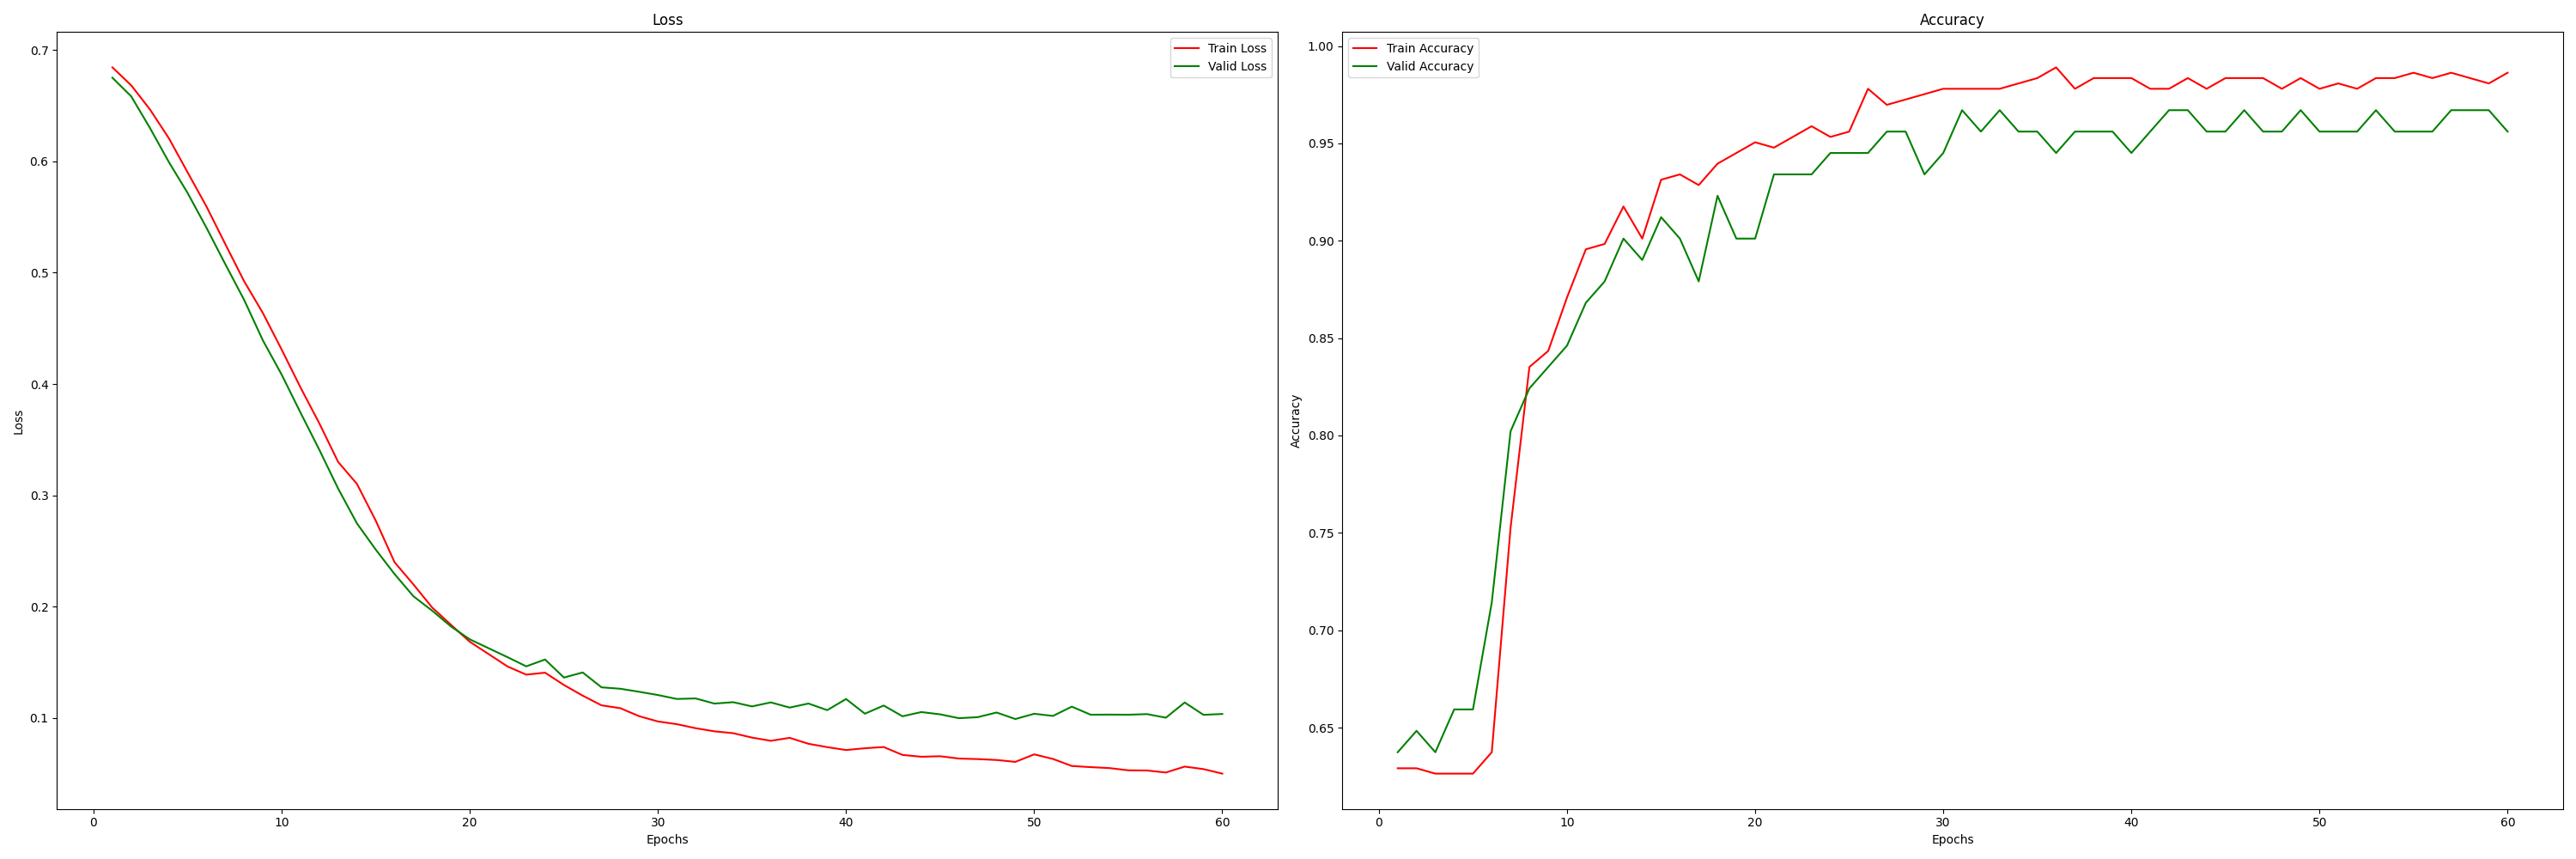 Loss
Train Loss
Valid Loss
0.7
0.6
0.5
0.4
0.3
0.2
0.1
Loss
0 10 20 30 40 50 60
Epochs
Accuracy
Train Accuracy
Valid Accuracy
1.00
0.95
0.90
0.85
0.80
0.75
0.70
0.65
Accuracy
0 10 20 30 40 50 60
Epochs